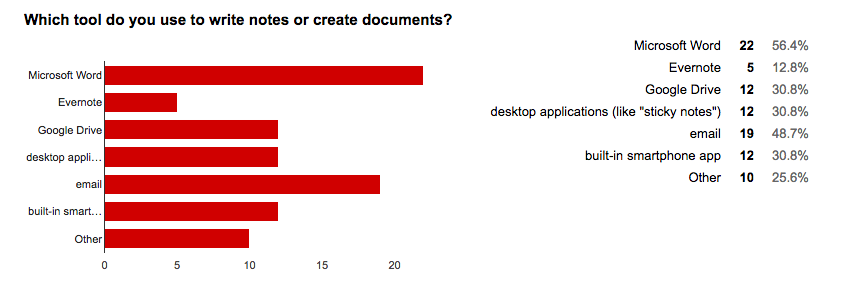 Which tool do you use to write notes or create documents?
Microsoft Word
Evernote
Google Drive
desktop appli...
email
built-in smart...
Other
0 5 10 15 20
Microsoft Word 22 56.4%
Evernote 5 12.8%
Google Drive 12 30.8%
desktop applications (like "sticky notes") 12 30.8%
email 19 48.7%
built-in smartphone app 12 30.8%
Other 10 25.6%